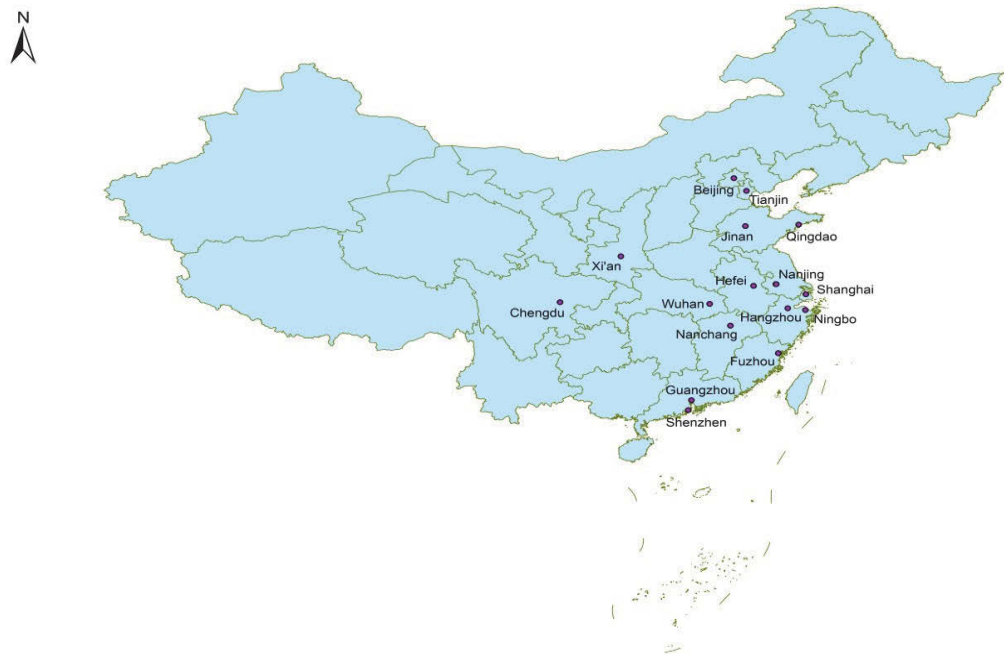 N
Beijing
Tianjin
Jinan
Qingdao
Xi'an
Hefei
Nanjing
Shanghai
Chengdu
Wuhan
Hangzhou
Ningbo
Nanchang
Fuzhou
Guangzhou
Shenzhen